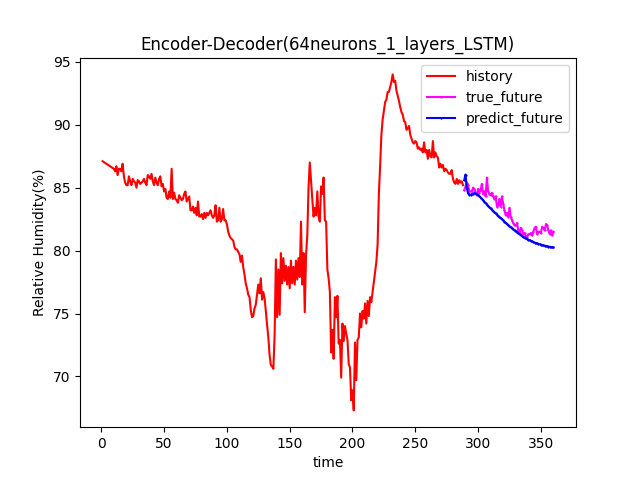 Encoder-Decoder(64neurons_1_layers_LSTM)
history
true_future
predict_future
Relative Humidity(%)
95
90
85
80
75
70
0 50 100 150 200 250 300 350
time